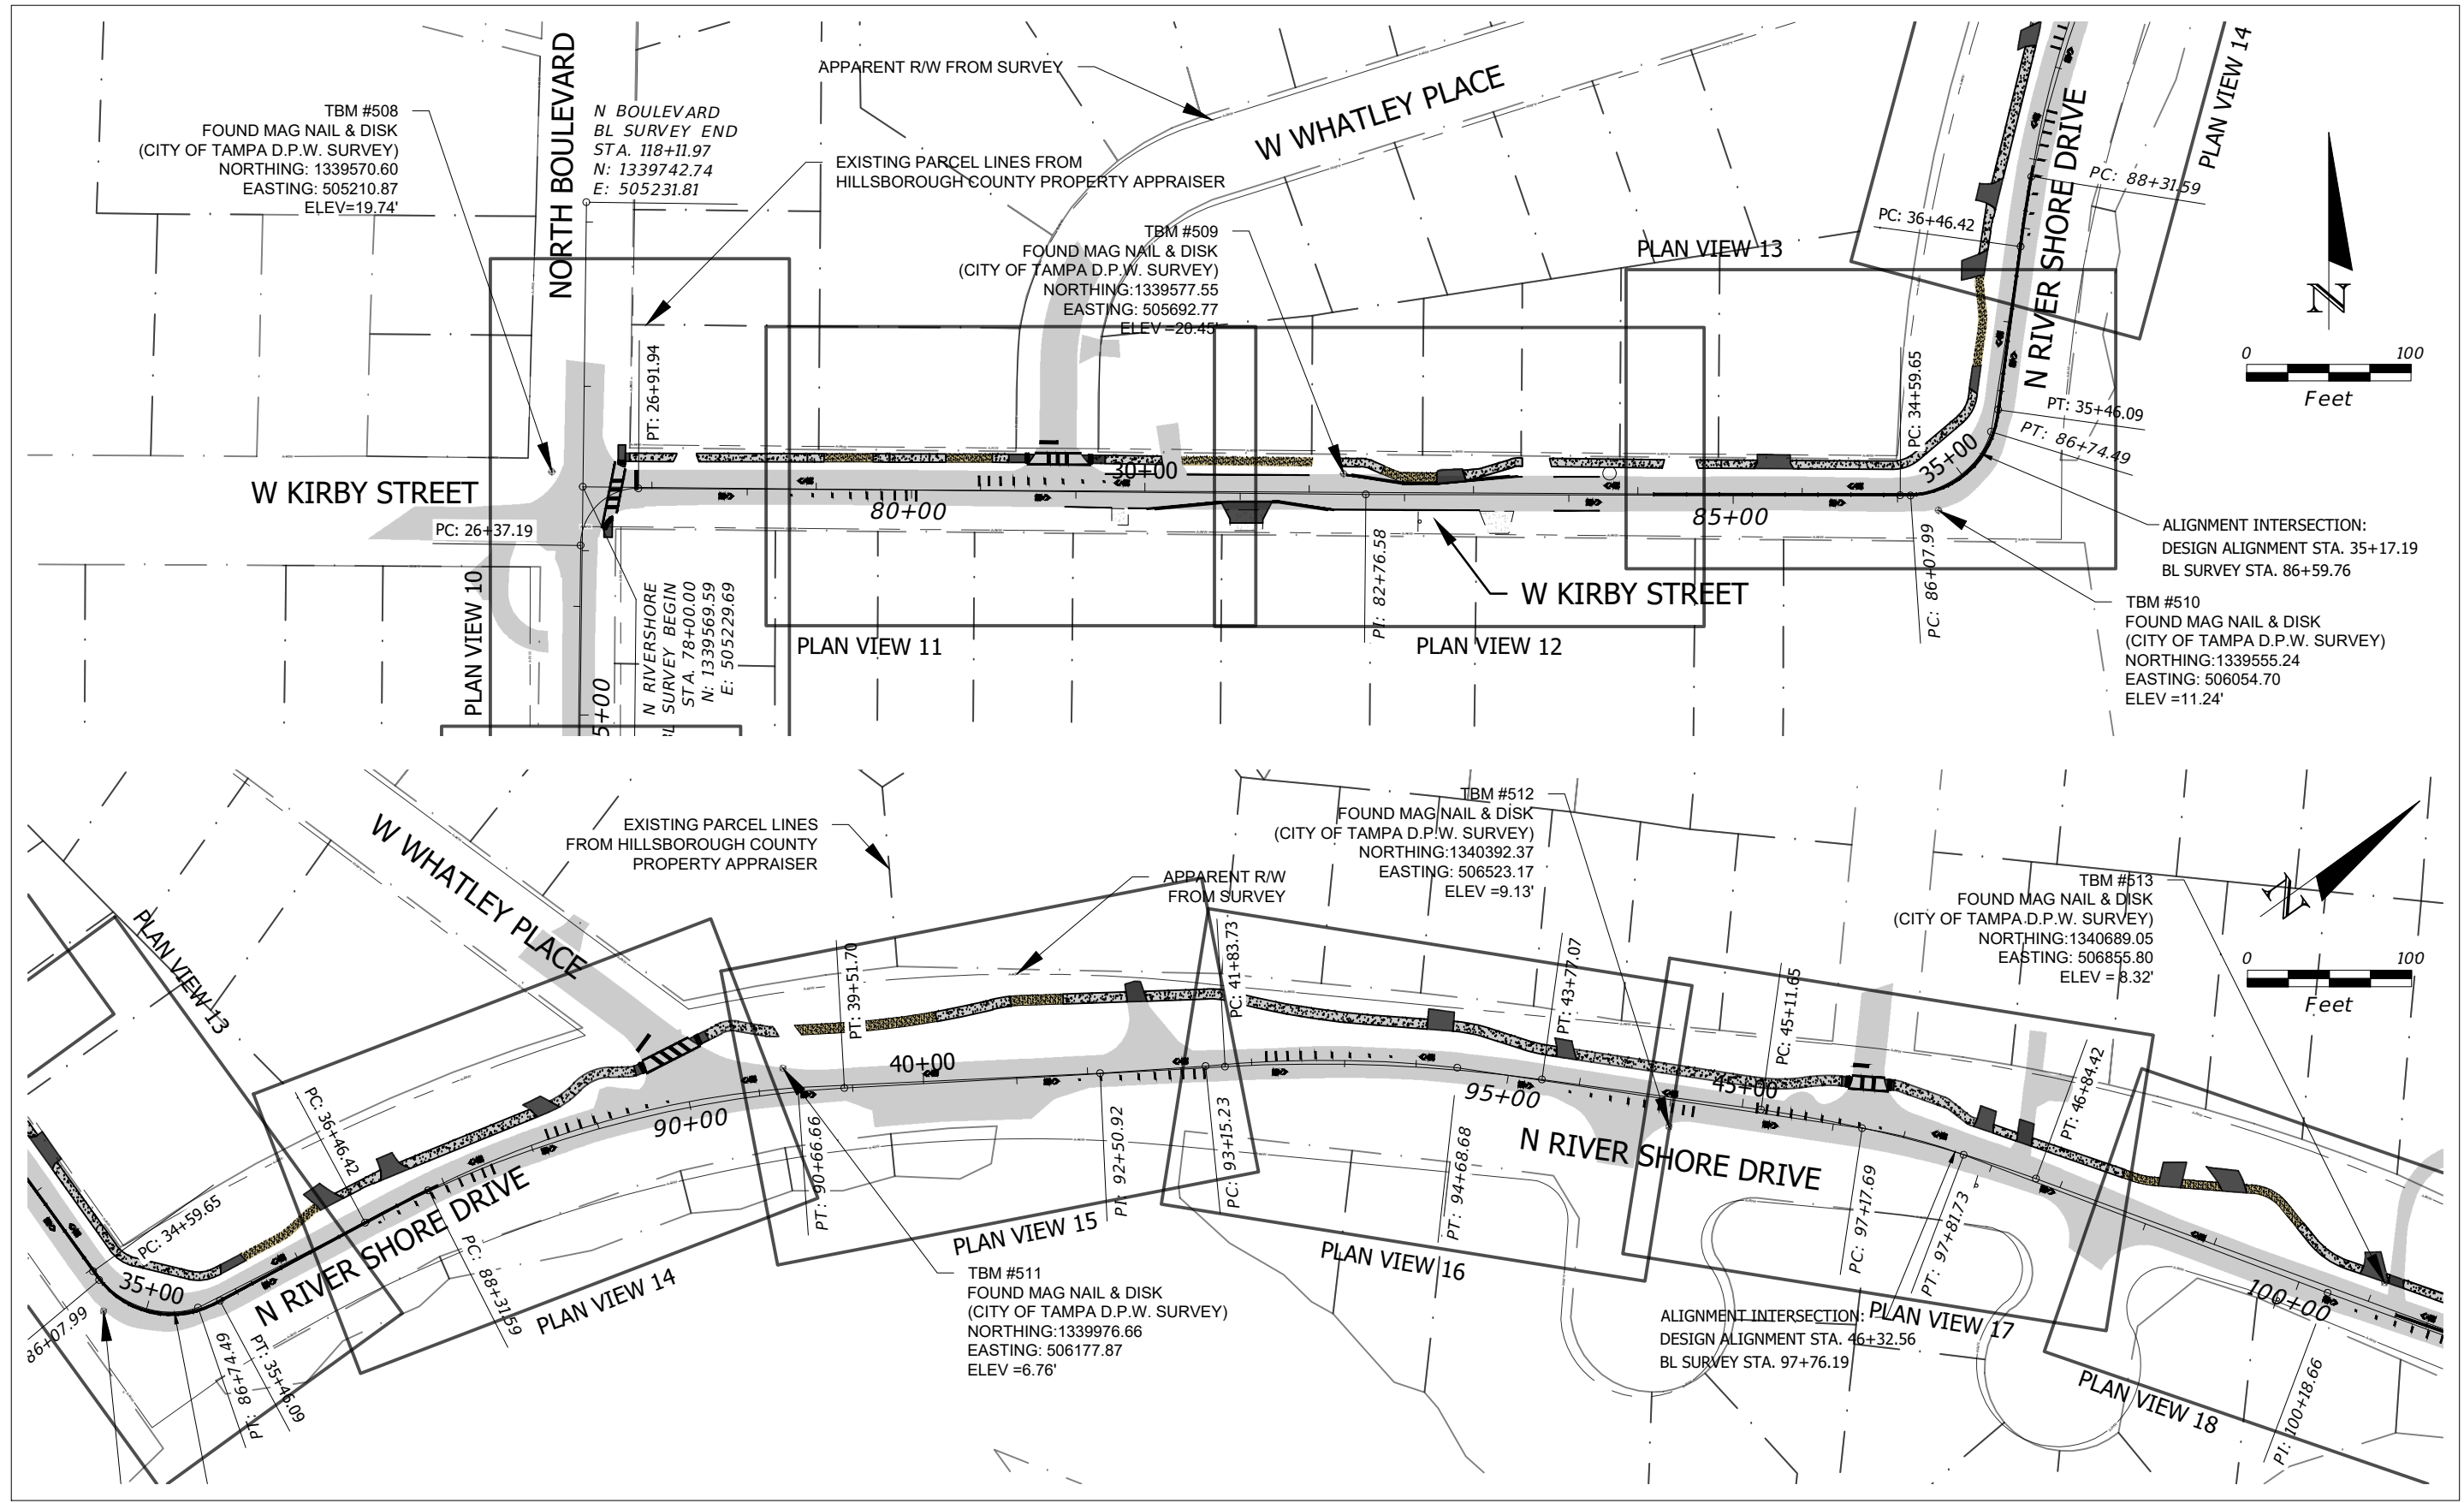 NORTH BOULEVARD
APPARENT R/W FROM SURVEY
W WHATLEY PLACE
PLAN VIEW 14
TBM #508
FOUND MAG NAIL & DISK
(CITY OF TAMPA D.P.W. SURVEY)
NORTHING: 1339570.60
EASTING: 505210.87
ELEV=19.74'
N BOULEVARD
BL SURVEY END
STA. 118+11.97
N: 1339742.74
E: 505231.81
EXISTING PARCEL LINES FROM
HILLSBOROUGH COUNTY PROPERTY APPRAISER
TBM #509
FOUND MAG NAIL & DISK
(CITY OF TAMPA D.P.W. SURVEY)
NORTHING:1339577.55
EASTING: 505692.77
ELEV =20.45'
PLAN VIEW 13
N RIVER SHORE DRIVE
PC: 88+31.59
PC: 36+46.42
N
0 100
Feet
PT: 26+91.94
PC: 34+59.65
PT: 35+46.09
PT: 86+74.49
35+00
30+00
W KIRBY STREET
80+00
85+00
PC: 26+37.19
PLAN VIEW 10
5+00
N RIVERSHORE
BL SURVEY BEGIN
STA. 78+00.00
N: 1339569.59
E: 505229.69
PLAN VIEW 11
PI: 82+76.58
PLAN VIEW 12
W KIRBY STREET
PC: 86+07.99
ALIGNMENT INTERSECTION:
DESIGN ALIGNMENT STA. 35+17.19
BL SURVEY STA. 86+59.76
TBM #510
FOUND MAG NAIL & DISK
(CITY OF TAMPA D.P.W. SURVEY)
NORTHING:1339555.24
EASTING: 506054.70
ELEV =11.24'
W WHATLEY PLACE
EXISTING PARCEL LINES
FROM HILLSBOROUGH COUNTY
PROPERTY APPRAISER
APPARENT R/W
FROM SURVEY
TBM #512
FOUND MAG NAIL & DISK
(CITY OF TAMPA D.P.W. SURVEY)
NORTHING:1340392.37
EASTING: 506523.17
ELEV =9.13'
TBM #513
FOUND MAG NAIL & DISK
(CITY OF TAMPA D.P.W. SURVEY)
NORTHING:1340689.05
EASTING: 506855.80
ELEV = 8.32'
N
0 100
Feet
PLAN VIEW 13
PC: 36+46.42
PT: 39+51.70
PC: 41+83.73
PT: 43+77.07
PC: 45+11.65
PT: 46+84.42
40+00
45+00
90+00
95+00
PC: 34+59.65
35+00
N RIVER SHORE DRIVE
N RIVER SHORE DRIVE
86+07.99
PT: 86+74.49
PT: 35+46.09
PC: 88+31.59
PLAN VIEW 14
PT: 90+66.66
PLAN VIEW 15
PI: 92+50.92
PC: 93+15.23
PLAN VIEW 16
PT: 94+68.68
PC: 97+17.69
PT: 97+81.73
100+00
TBM #511
FOUND MAG NAIL & DISK
(CITY OF TAMPA D.P.W. SURVEY)
NORTHING:1339976.66
EASTING: 506177.87
ELEV =6.76'
ALIGNMENT INTERSECTION:
DESIGN ALIGNMENT STA. 46+32.56
BL SURVEY STA. 97+76.19
PLAN VIEW 17
PLAN VIEW 18
PI: 100+18.66